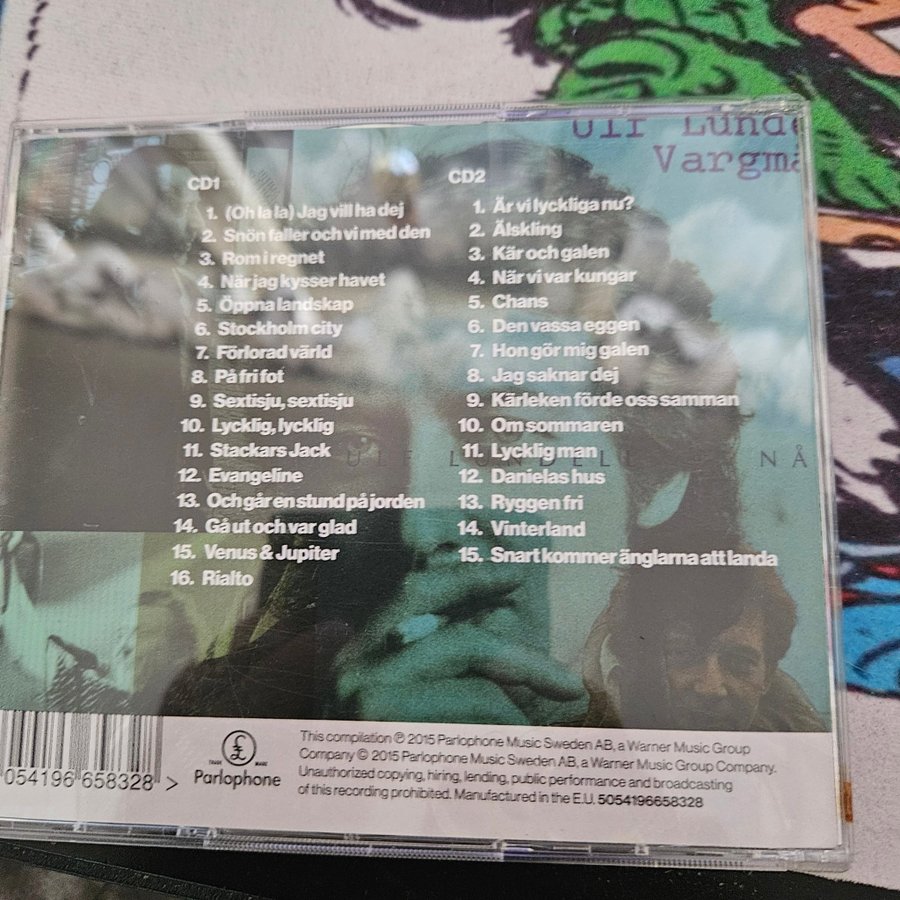 Ulf Lunde
Vargmå
CD1
1. (Oh la la) Jag vill ha dej
2. Snön faller och vi med den
3. Rom i regnet
4. När jag kysser havet
5. Öppna landskap
6. Stockholm city
7. Förlorad värld
8. På fri fot
9. Sextisju, sextisju
10. Lycklig, lycklig
11. Stackars Jack
12. Evangeline
13. Och går en stund på jorden
14. Gå ut och var glad
15. Venus & Jupiter
16. Rialto
CD2
1. Är vi lyckliga nu?
2. Älskling
3. Kär och galen
4. När vi var kungar
5. Chans
6. Den vassa eggen
7. Hon gör mig galen
8. Jag saknar dej
9. Kärleken förde oss samman
10. Om sommaren
11. Lycklig man
12. Danielas hus
13. Ryggen fri
14. Vinterland
15. Snart kommer änglarna att landa
ULF LUNDELL NÅ
054196 658328 >
TRADE MARK
Parlophone
This compilation ℗ 2015 Parlophone Music Sweden AB, a Warner Music Group
Company © 2015 Parlophone Music Sweden AB, a Warner Music Group Company.
Unauthorized copying, hiring, lending, public performance and broadcasting
of this recording prohibited. Manufactured in the E.U. 5054196658328